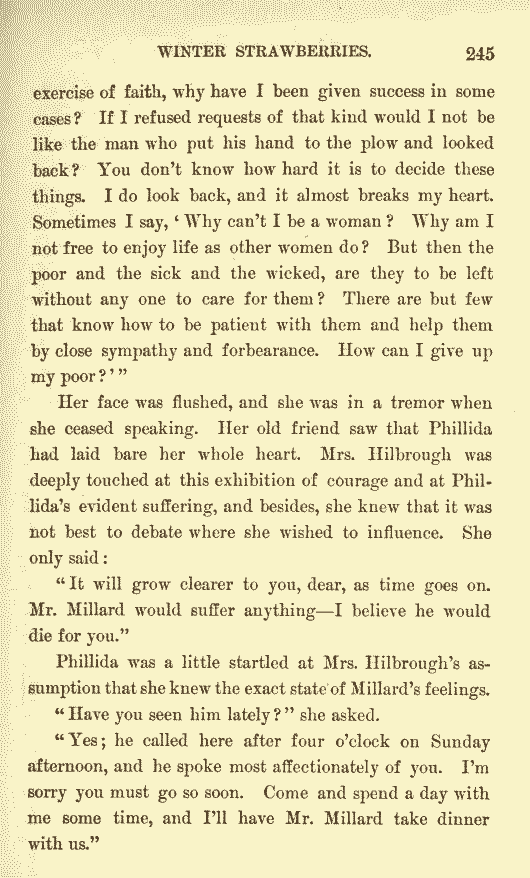 WINTER STRAWBERRIES. 245
exercise of faith, why have I been given success in some
cases? If I refused requests of that kind would I not be
like the man who put his hand to the plow and looked
back? You don't know how hard it is to decide these
things. I do look back, and it almost breaks my heart.
Sometimes I say, ‘Why can't I be a woman? Why am I
not free to enjoy life as other women do? But then the
poor and the sick and the wicked, are they to be left
without any one to care for them? There are but few
that know how to be patient with them and help them
by close sympathy and forbearance. How can I give up
my poor?’”
Her face was flushed, and she was in a tremor when
she ceased speaking. Her old friend saw that Phillida
had laid bare her whole heart. Mrs. Hilbrough was
deeply touched at this exhibition of courage and at Phil-
lida's evident suffering, and besides, she knew that it was
not best to debate where she wished to influence. She
only said:
“It will grow clearer to you, dear, as time goes on.
Mr. Millard would suffer anything—I believe he would
die for you.”
Phillida was a little startled at Mrs. Hilbrough's as-
sumption that she knew the exact state of Millard's feelings.
“Have you seen him lately?” she asked.
“Yes; he called here after four o'clock on Sunday
afternoon, and he spoke most affectionately of you. I'm
sorry you must go so soon. Come and spend a day with
me some time, and I'll have Mr. Millard take dinner
with us.”